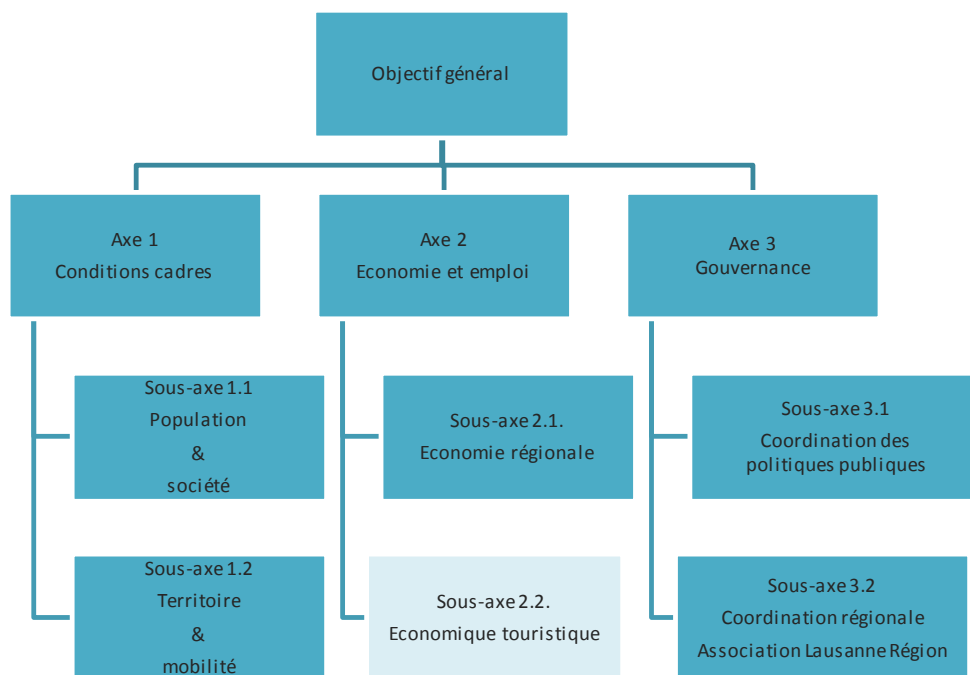 Objectif général
Axe 1
Conditions cadres
Axe 2
Economie et emploi
Axe 3
Gouvernance
Sous-axe 1.1
Population
&
société
Sous-axe 2.1.
Economie régionale
Sous-axe 3.1
Coordination des
politiques publiques
Sous-axe 1.2
Territoire
&
mobilité
Sous-axe 2.2.
Economique touristique
Sous-axe 3.2
Coordination régionale
Association Lausanne Région